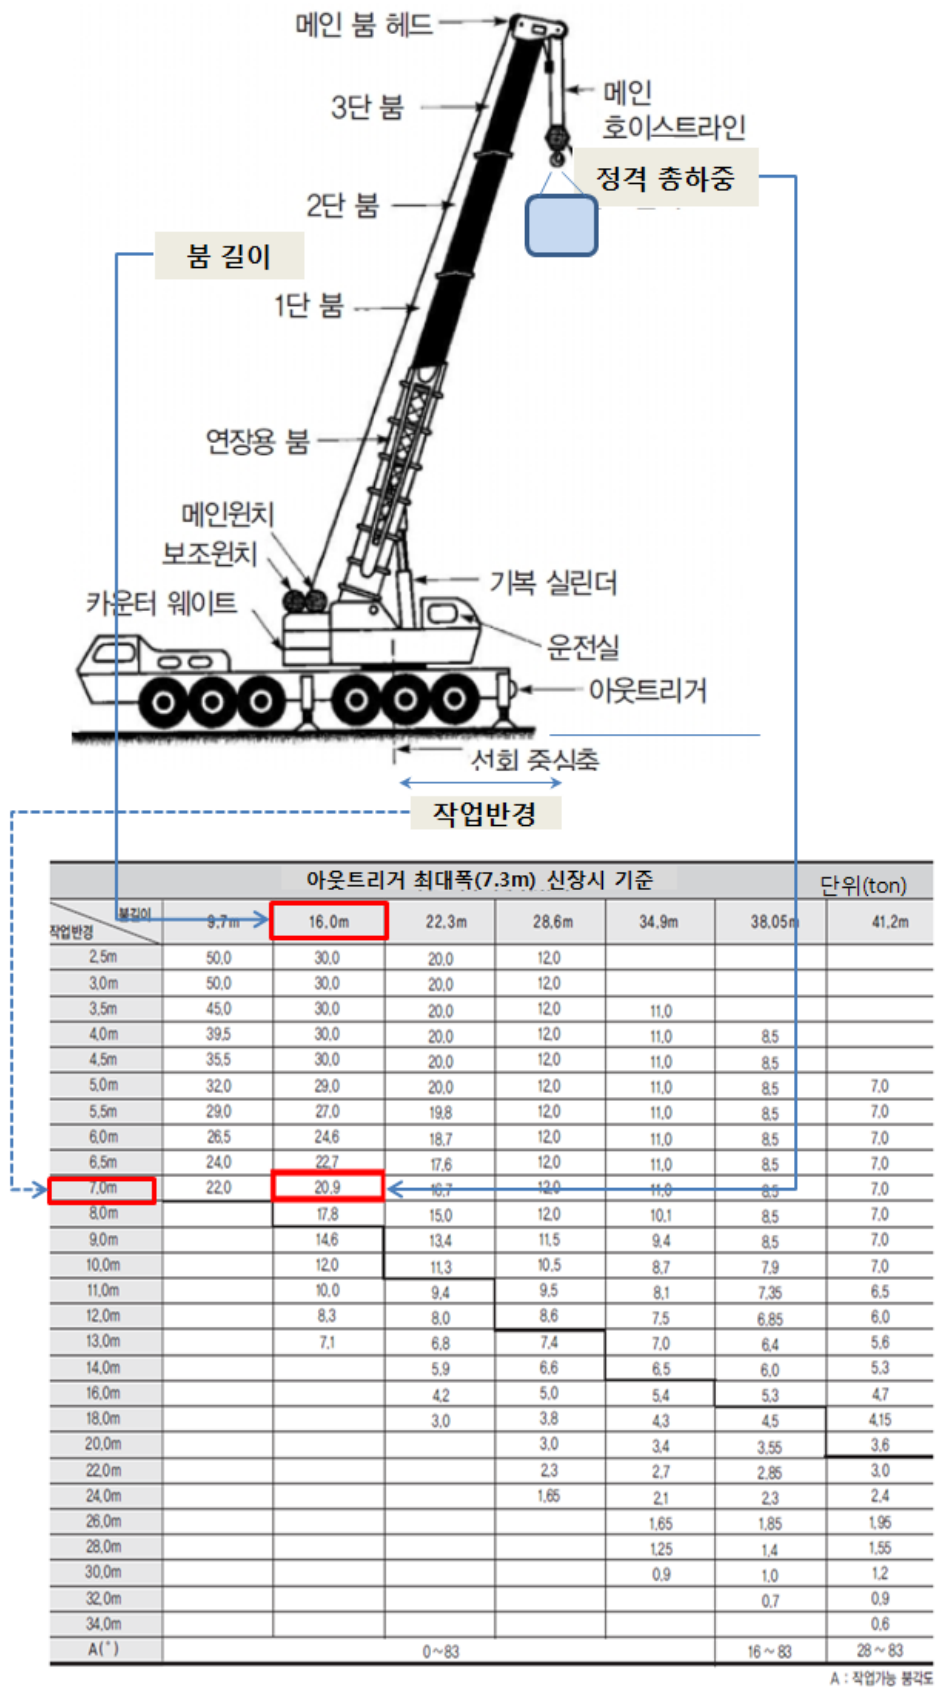 메인 붐 헤드
3단 붐
메인
호이스트라인
정격 총하중
2단 붐
붐 길이
1단 붐
연장용 붐
메인윈치
보조윈치
기복 실린더
카운터 웨이트
운전실
아웃트리거
선회 중심축
작업반경
아웃트리거 최대폭(7.3m) 신장시 기준 단위(ton)
붐길이
작업반경 9.7m 16.0m 22.3m 28.6m 34.9m 38.05m 41.2m
2.5m 50.0 30.0 20.0 12.0
3.0m 50.0 30.0 20.0 12.0
3.5m 45.0 30.0 20.0 12.0 11.0
4.0m 39.5 30.0 20.0 12.0 11.0 8.5
4.5m 35.5 30.0 20.0 12.0 11.0 8.5
5.0m 32.0 29.0 20.0 12.0 11.0 8.5 7.0
5.5m 29.0 27.0 19.8 12.0 11.0 8.5 7.0
6.0m 26.5 24.6 18.7 12.0 11.0 8.5 7.0
6.5m 24.0 22.7 17.6 12.0 11.0 8.5 7.0
7.0m 22.0 20.9 16.7 12.0 11.0 8.5 7.0
8.0m 17.8 15.0 12.0 10.1 8.5 7.0
9.0m 14.6 13.4 11.5 9.4 8.5 7.0
10.0m 12.0 11.3 10.5 8.7 7.9 7.0
11.0m 10.0 9.4 9.5 8.1 7.35 6.5
12.0m 8.3 8.0 8.6 7.5 6.85 6.0
13.0m 7.1 6.8 7.4 7.0 6.4 5.6
14.0m 5.9 6.6 6.5 6.0 5.3
16.0m 4.2 5.0 5.4 5.3 4.7
18.0m 3.0 3.8 4.3 4.5 4.15
20.0m 3.0 3.4 3.55 3.6
22.0m 2.3 2.7 2.85 3.0
24.0m 1.65 2.1 2.3 2.4
26.0m 1.65 1.85 1.95
28.0m 1.25 1.4 1.55
30.0m 0.9 1.0 1.2
32.0m 0.7 0.9
34.0m 0.6
A(°) 0~83 16~83 28~83
A : 작업가능 붐각도